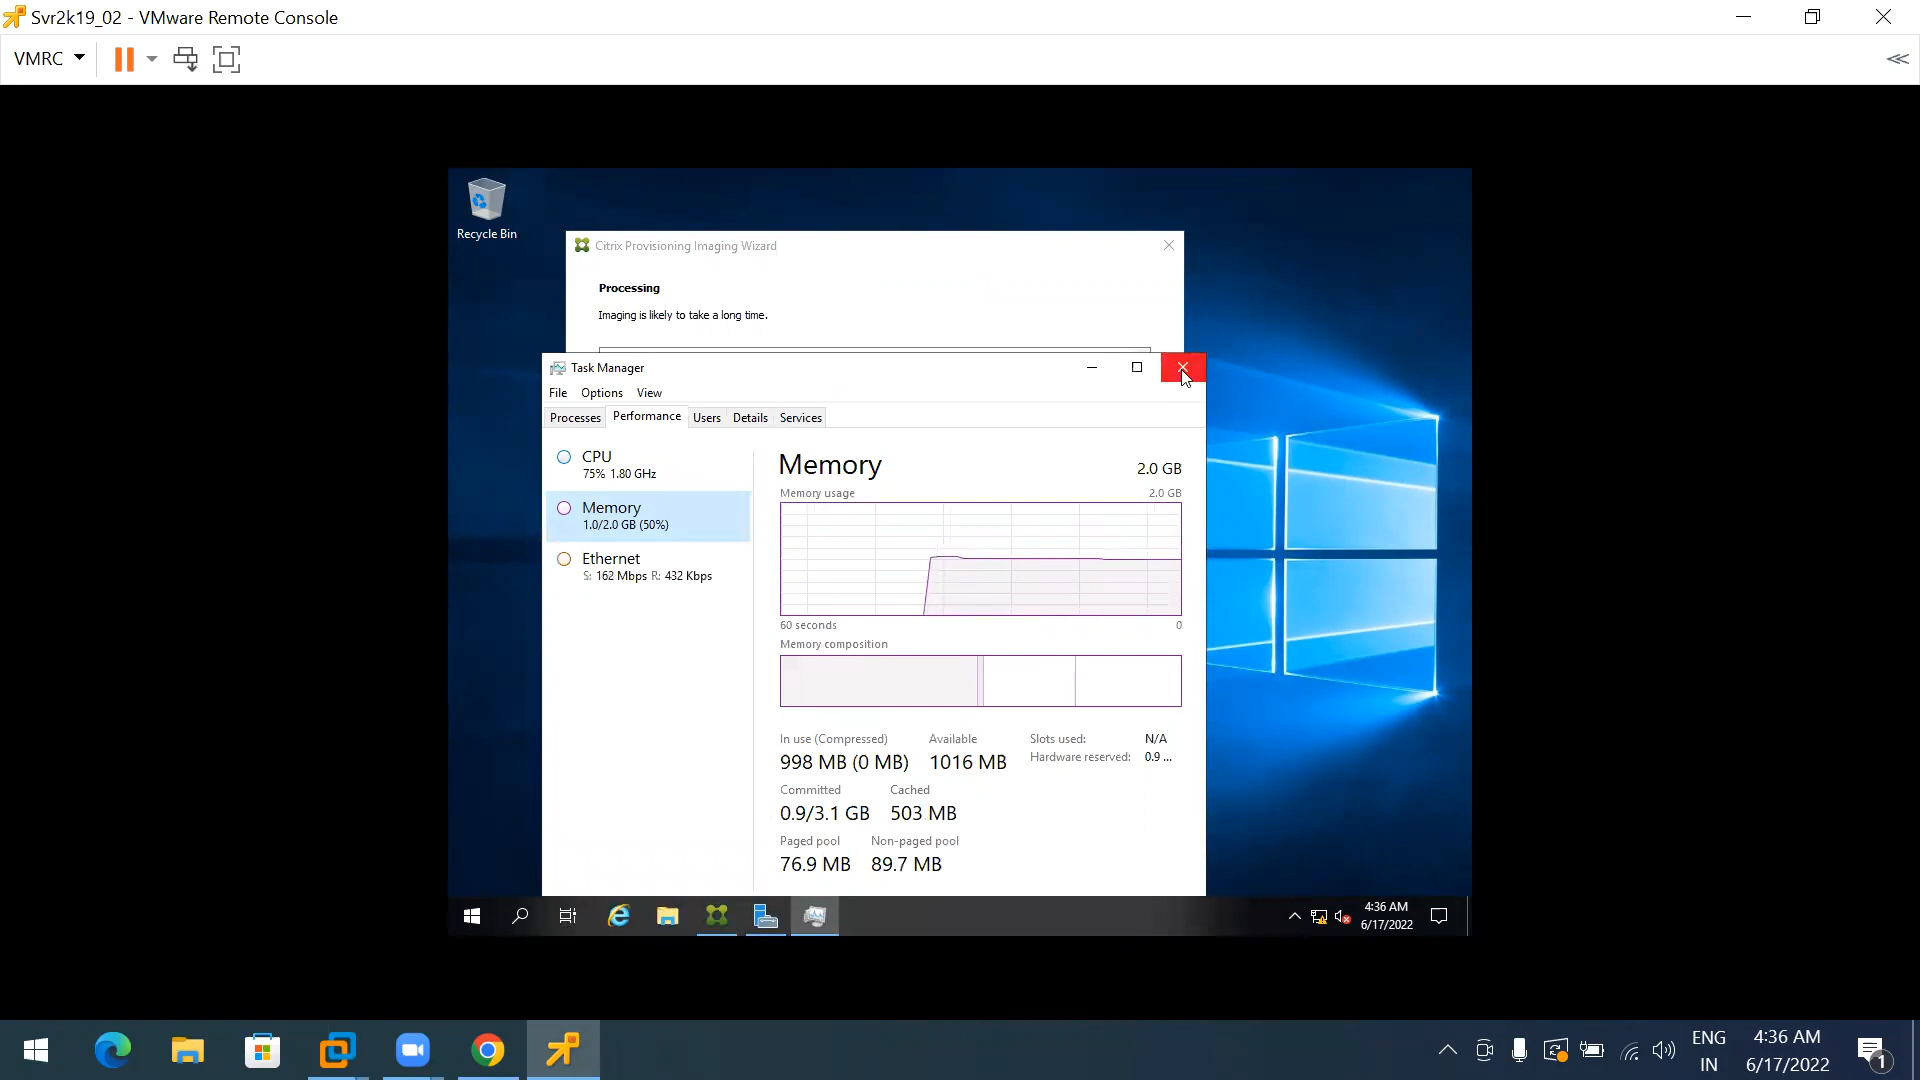 Svr2k19_02 - VMware Remote Console
VMRC
Recycle Bin
Citrix Provisioning Imaging Wizard
Processing
Imaging is likely to take a long time.
Task Manager
File Options View
Processes Performance Users Details Services
CPU
75% 1.80 GHz
Memory
1.0/2.0 GB (50%)
Ethernet
S: 162 Mbps R: 432 Kbps
Memory 2.0 GB
Memory usage 2.0 GB
60 seconds 0
Memory composition
In use (Compressed) Available Slots used: N/A
998 MB (0 MB) 1016 MB Hardware reserved: 0.9 ...
Committed Cached
0.9/3.1 GB 503 MB
Paged pool Non-paged pool
76.9 MB 89.7 MB
4:36 AM
6/17/2022
ENG 4:36 AM
IN 6/17/2022
1